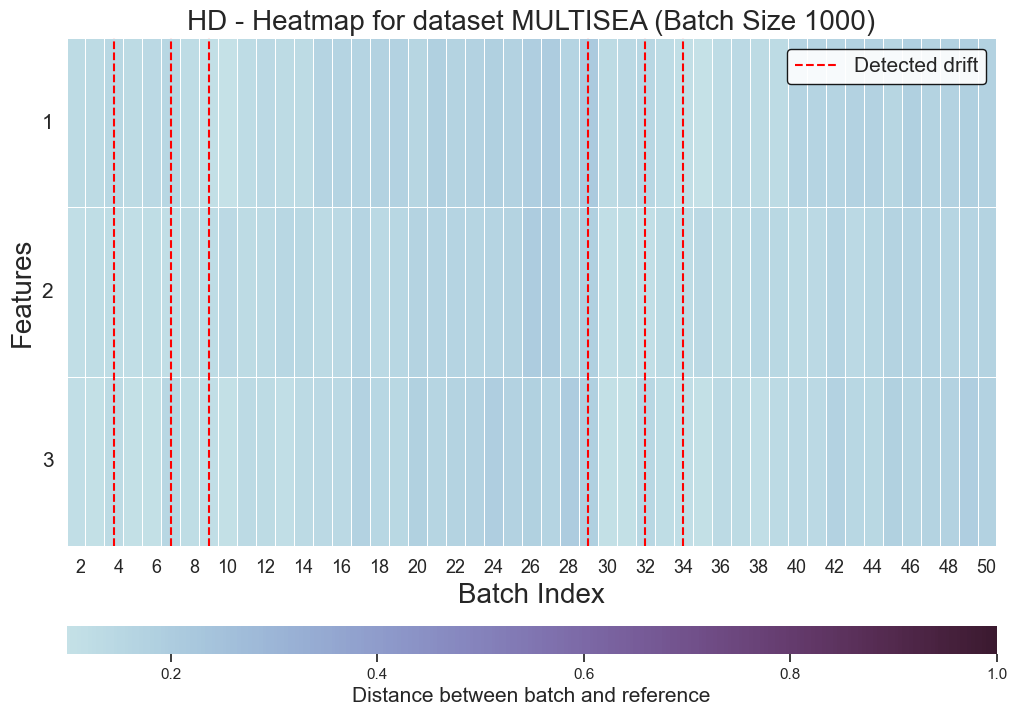 HD - Heatmap for dataset MULTISEA (Batch Size 1000)
Detected drift
Features
1
2
3
2 4 6 8 10 12 14 16 18 20 22 24 26 28 30 32 34 36 38 40 42 44 46 48 50
Batch Index
0.2 0.4 0.6 0.8 1.0
Distance between batch and reference